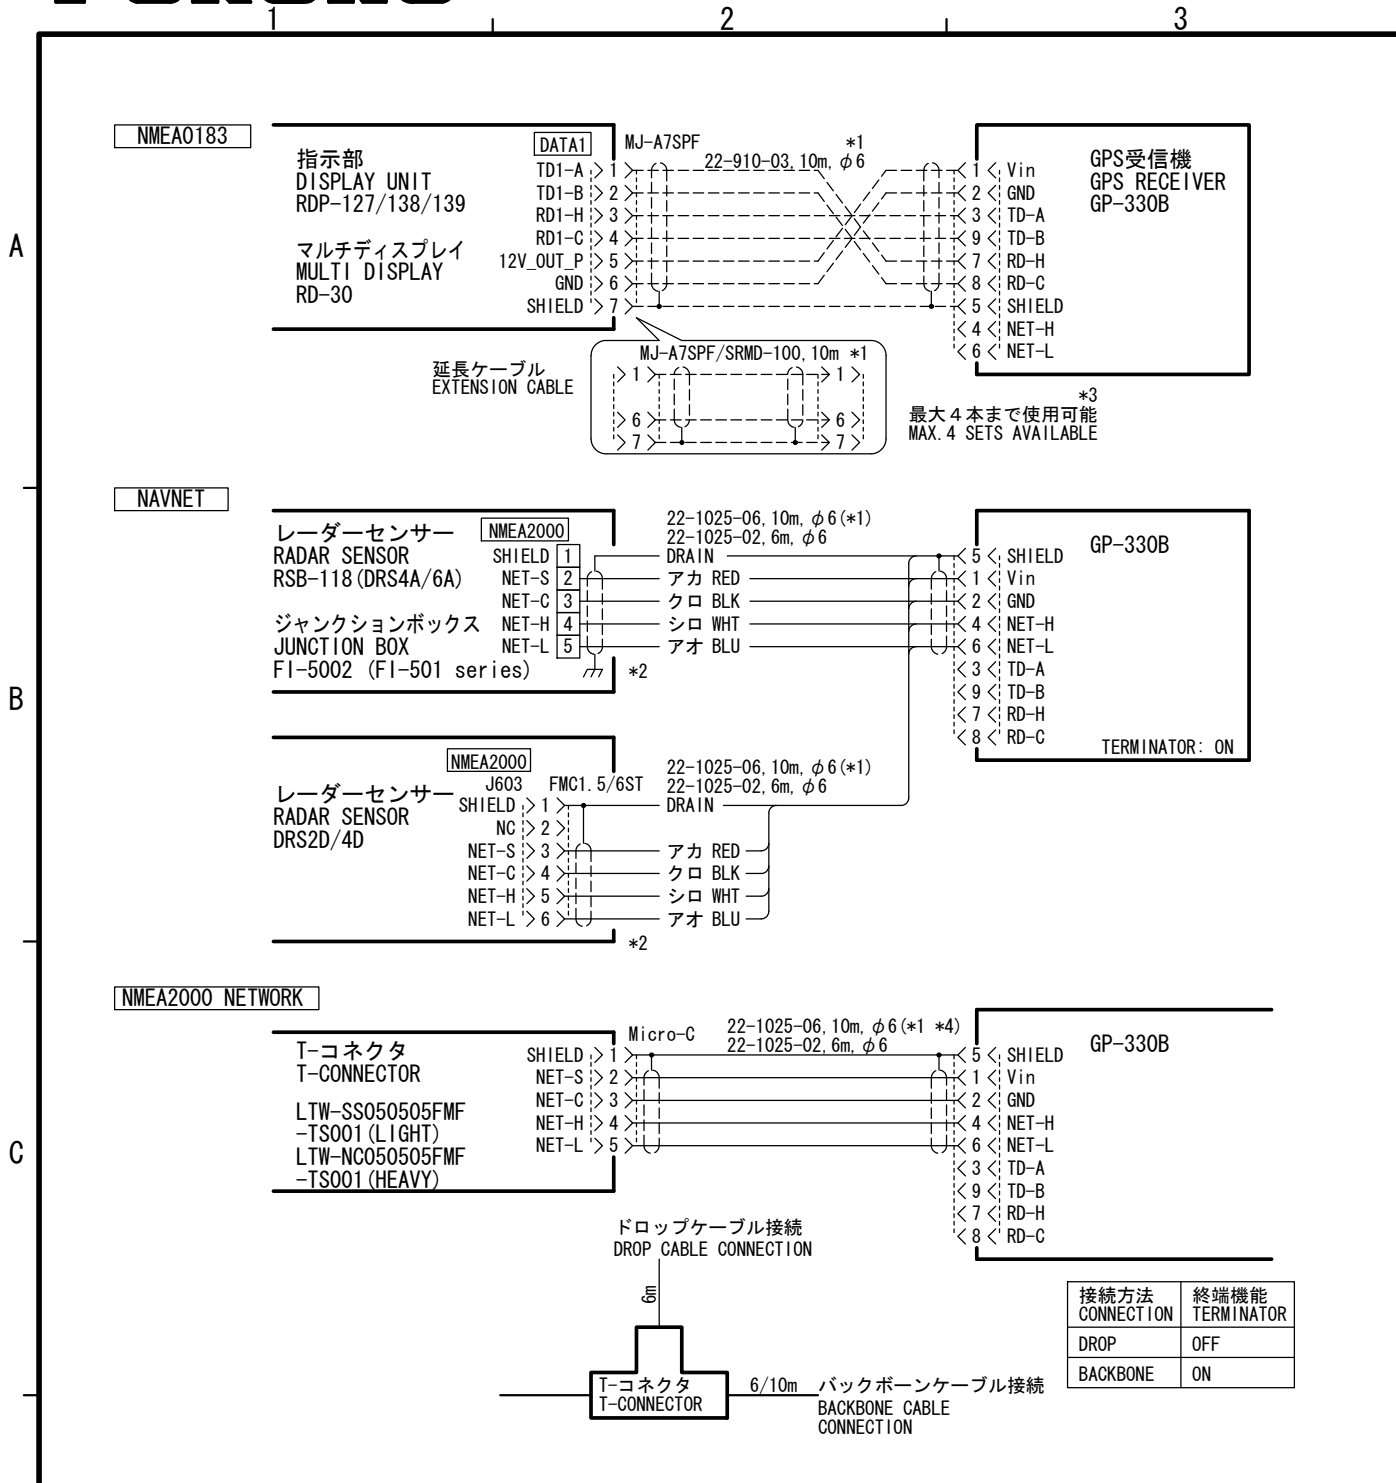 1 2 3
A
NMEA0183
指示部
DISPLAY UNIT
RDP-127/138/139
マルチディスプレイ
MULTI DISPLAY
RD-30
DATA1
MJ-A7SPF
*1
22-910-03, 10m, φ6
TD1-A 1
TD1-B 2
RD1-H 3
RD1-C 4
12V_OUT_P 5
GND 6
SHIELD 7
1 Vin
2 GND
3 TD-A
9 TD-B
7 RD-H
8 RD-C
5 SHIELD
4 NET-H
6 NET-L
GPS受信機
GPS RECEIVER
GP-330B
延長ケーブル
EXTENSION CABLE
MJ-A7SPF/SRMD-100, 10m *1
1 1
6 6
7 7
*3
最大4本まで使用可能
MAX. 4 SETS AVAILABLE
B
NAVNET
レーダーセンサー
RADAR SENSOR
RSB-118(DRS4A/6A)
ジャンクションボックス
JUNCTION BOX
FI-5002 (FI-501 series)
NMEA2000
SHIELD 1
NET-S 2
NET-C 3
NET-H 4
NET-L 5
*2
22-1025-06, 10m, φ6(*1)
22-1025-02, 6m, φ6
DRAIN
アカ RED
クロ BLK
シロ WHT
アオ BLU
5 SHIELD
1 Vin
2 GND
4 NET-H
6 NET-L
3 TD-A
9 TD-B
7 RD-H
8 RD-C
GP-330B
TERMINATOR: ON
レーダーセンサー
RADAR SENSOR
DRS2D/4D
NMEA2000
J603 FMC1.5/6ST
SHIELD 1
NC 2
NET-S 3
NET-C 4
NET-H 5
NET-L 6
*2
22-1025-06, 10m, φ6(*1)
22-1025-02, 6m, φ6
DRAIN
アカ RED
クロ BLK
シロ WHT
アオ BLU
C
NMEA2000 NETWORK
T-コネクタ
T-CONNECTOR
LTW-SS050505FMF
-TS001(LIGHT)
LTW-NC050505FMF
-TS001(HEAVY)
Micro-C
SHIELD 1
NET-S 2
NET-C 3
NET-H 4
NET-L 5
22-1025-06, 10m, φ6(*1 *4)
22-1025-02, 6m, φ6
5 SHIELD
1 Vin
2 GND
4 NET-H
6 NET-L
3 TD-A
9 TD-B
7 RD-H
8 RD-C
GP-330B
ドロップケーブル接続
DROP CABLE CONNECTION
6m
T-コネクタ
T-CONNECTOR
6/10m
バックボーンケーブル接続
BACKBONE CABLE
CONNECTION
接続方法 終端機能
CONNECTION TERMINATOR
DROP OFF
BACKBONE ON